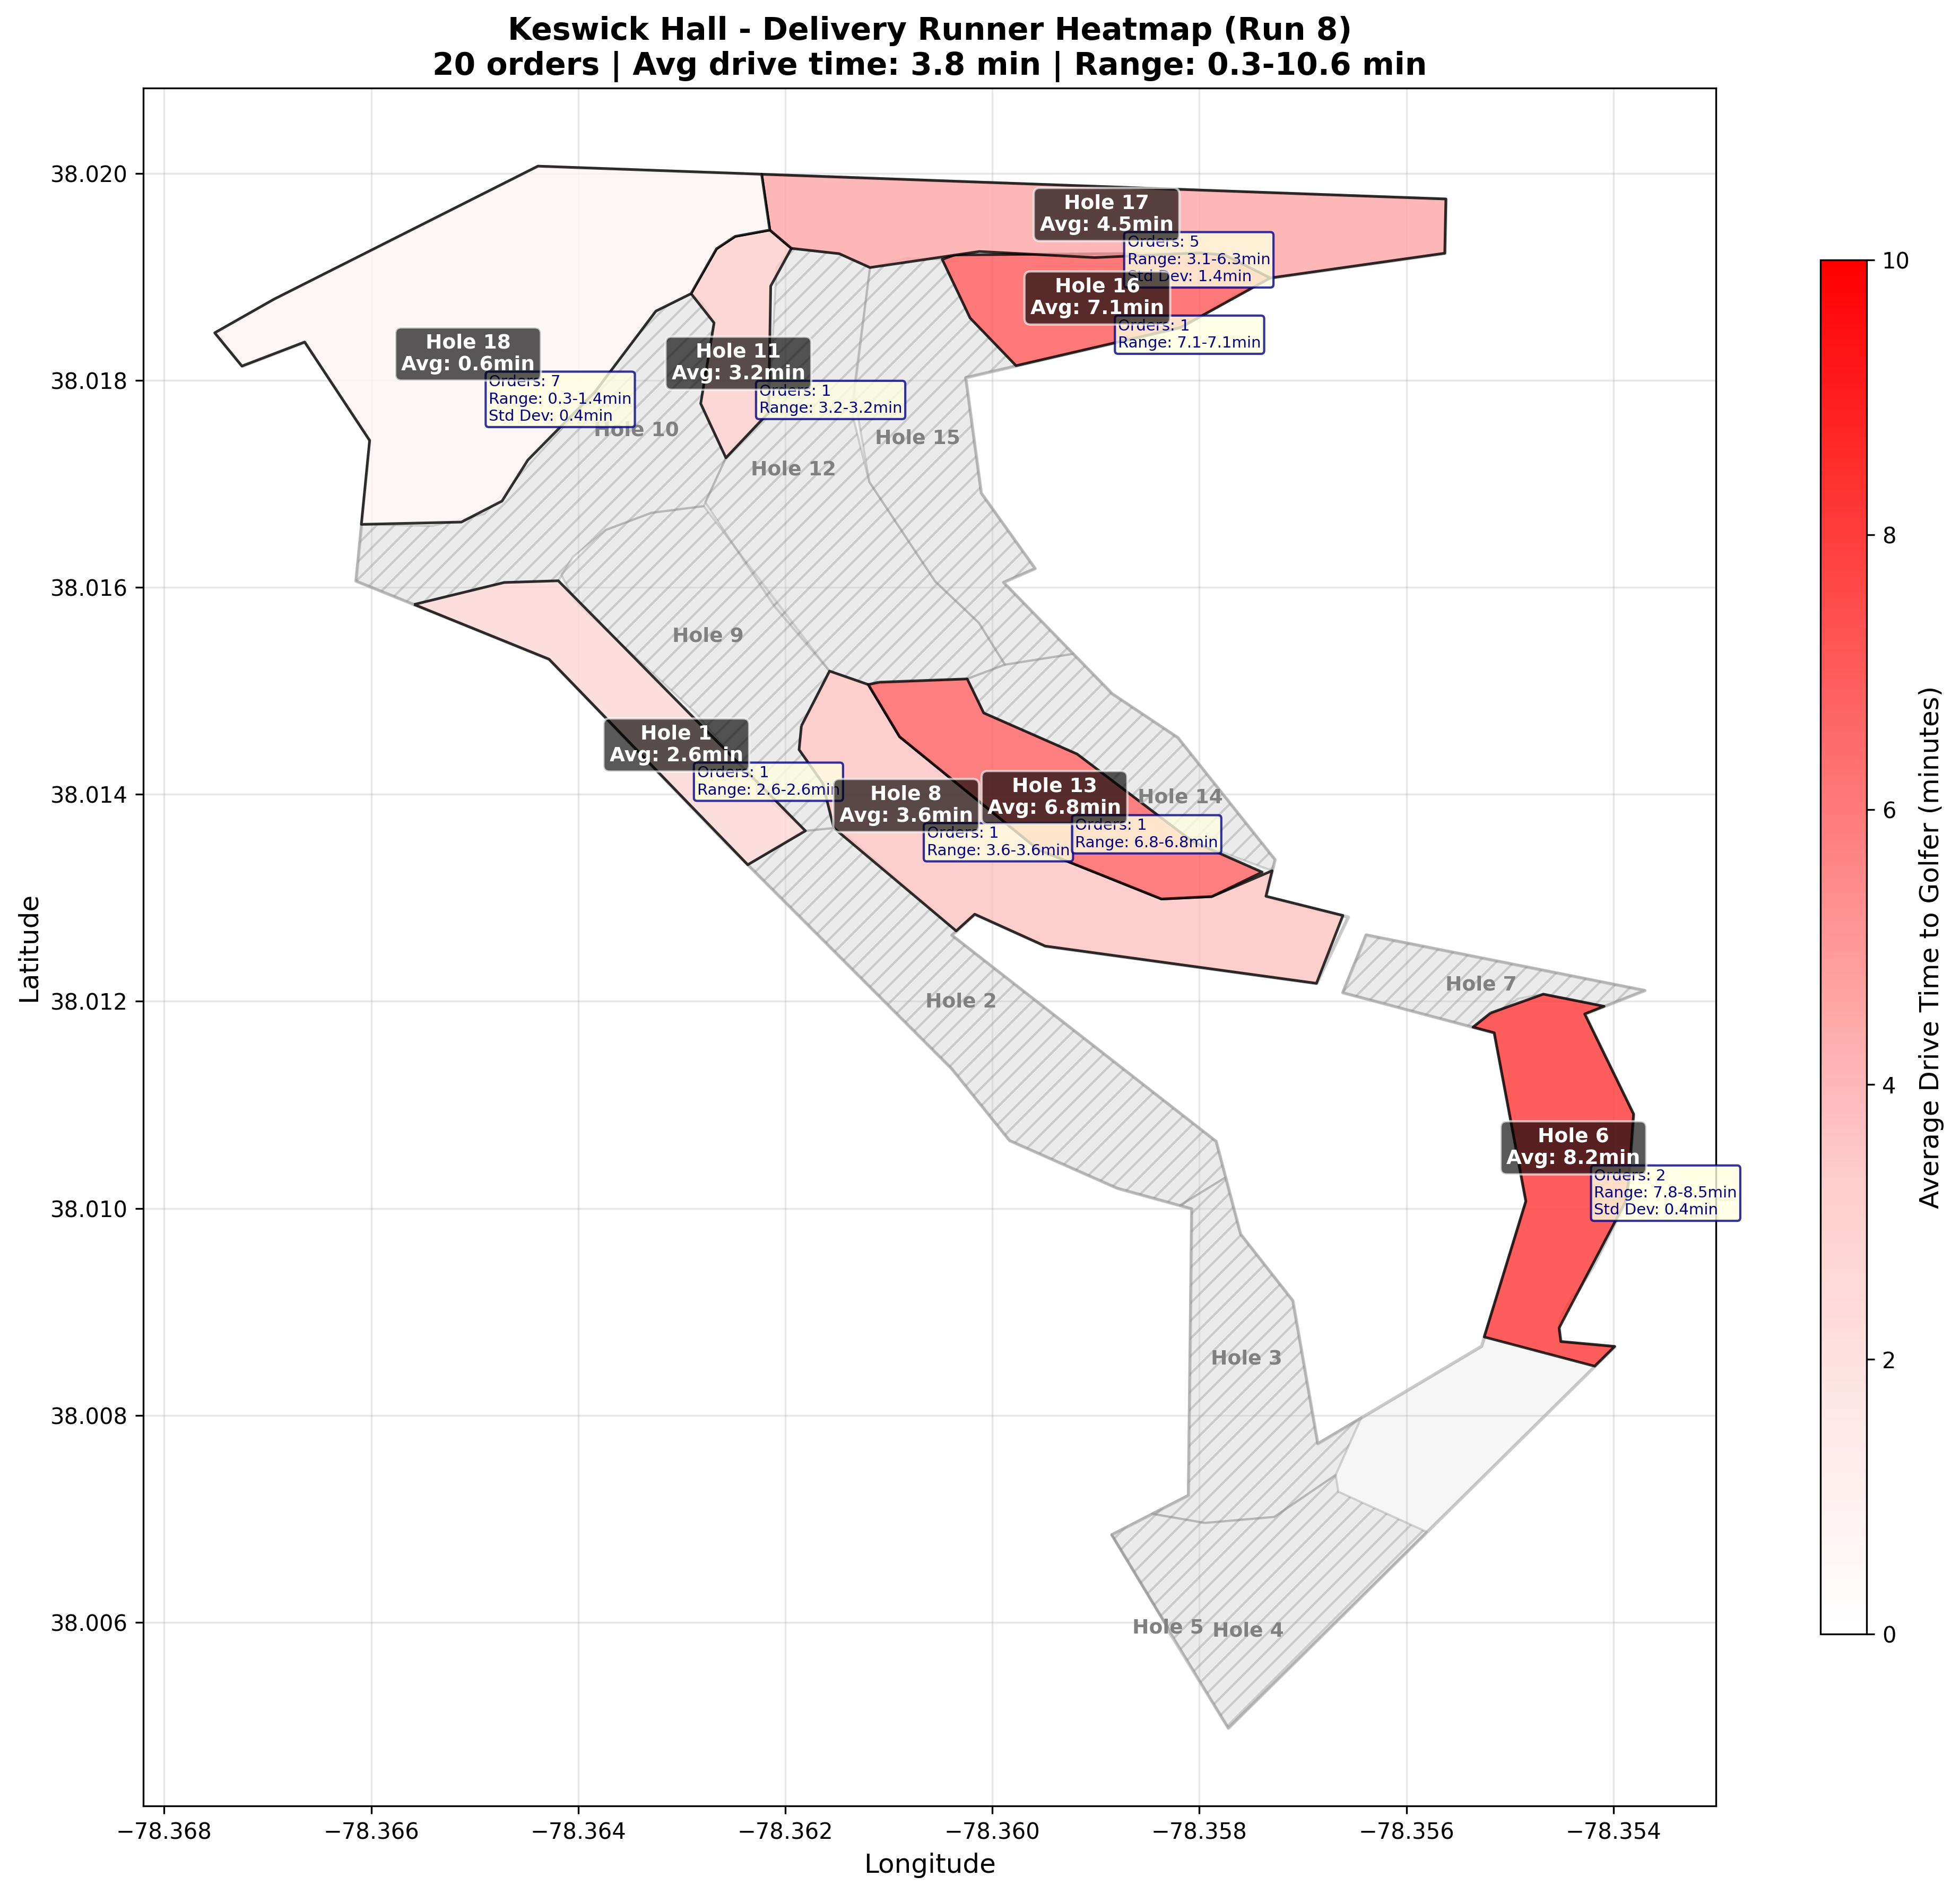 Keswick Hall - Delivery Runner Heatmap (Run 8)
20 orders | Avg drive time: 3.8 min | Range: 0.3-10.6 min
Hole 17
Avg: 4.5min
Orders: 5
Range: 3.1-6.3min
Std Dev: 1.4min
Hole 16
Avg: 7.1min
Orders: 1
Range: 7.1-7.1min
Hole 18
Avg: 0.6min
Orders: 7
Range: 0.3-1.4min
Std Dev: 0.4min
Hole 11
Avg: 3.2min
Orders: 1
Range: 3.2-3.2min
Hole 10
Hole 15
Hole 12
Hole 9
Hole 1
Avg: 2.6min
Orders: 1
Range: 2.6-2.6min
Hole 8
Avg: 3.6min
Orders: 1
Range: 3.6-3.6min
Hole 13
Avg: 6.8min
Orders: 1
Range: 6.8-6.8min
Hole 14
Hole 2
Hole 7
Hole 6
Avg: 8.2min
Orders: 2
Range: 7.8-8.5min
Std Dev: 0.4min
Hole 3
Hole 5
Hole 4
38.020
38.018
38.016
38.014
38.012
38.010
38.008
38.006
Latitude
−78.368
−78.366
−78.364
−78.362
−78.360
−78.358
−78.356
−78.354
Longitude
10
8
6
4
2
0
Average Drive Time to Golfer (minutes)